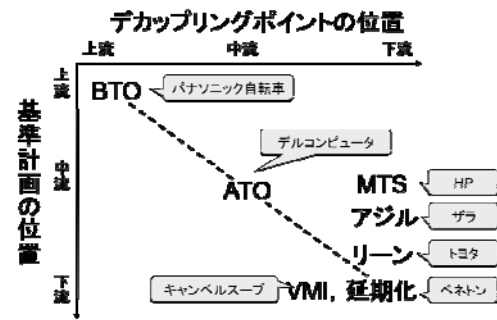 デカップリングポイントの位置
上流 中流 下流
上流
BTO パナソニック自転車
基準計画の位置
デルコンピュータ
中流
ATO MTS HP
アジル ザラ
リーン トヨタ
下流
キャンベルスープ VMI，延期化 ベネトン